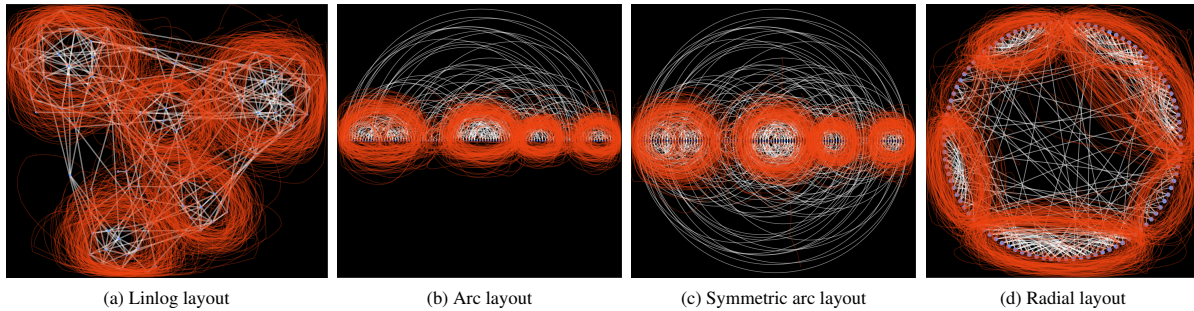 (a) Linlog layout
(b) Arc layout
(c) Symmetric arc layout
(d) Radial layout